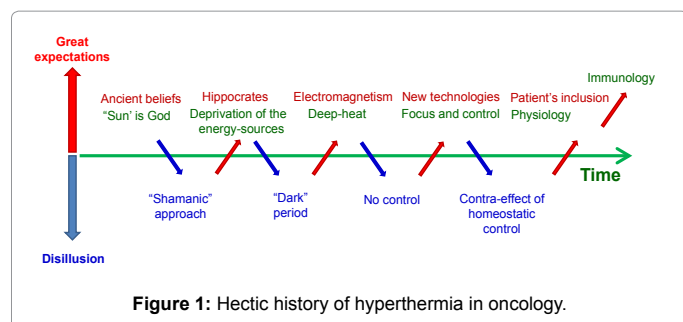 Great
expectations
Ancient beliefs
“Sun’ is God
Hippocrates
Deprivation of the
energy-sources
Electromagnetism
Deep-heat
New technologies
Focus and control
Patient’s inclusion
Physiology
Immunology
Time
“Shamanic”
approach
“Dark”
period
No control
Contra-effect of
homeostatic
control
Disillusion
Figure 1: Hectic history of hyperthermia in oncology.